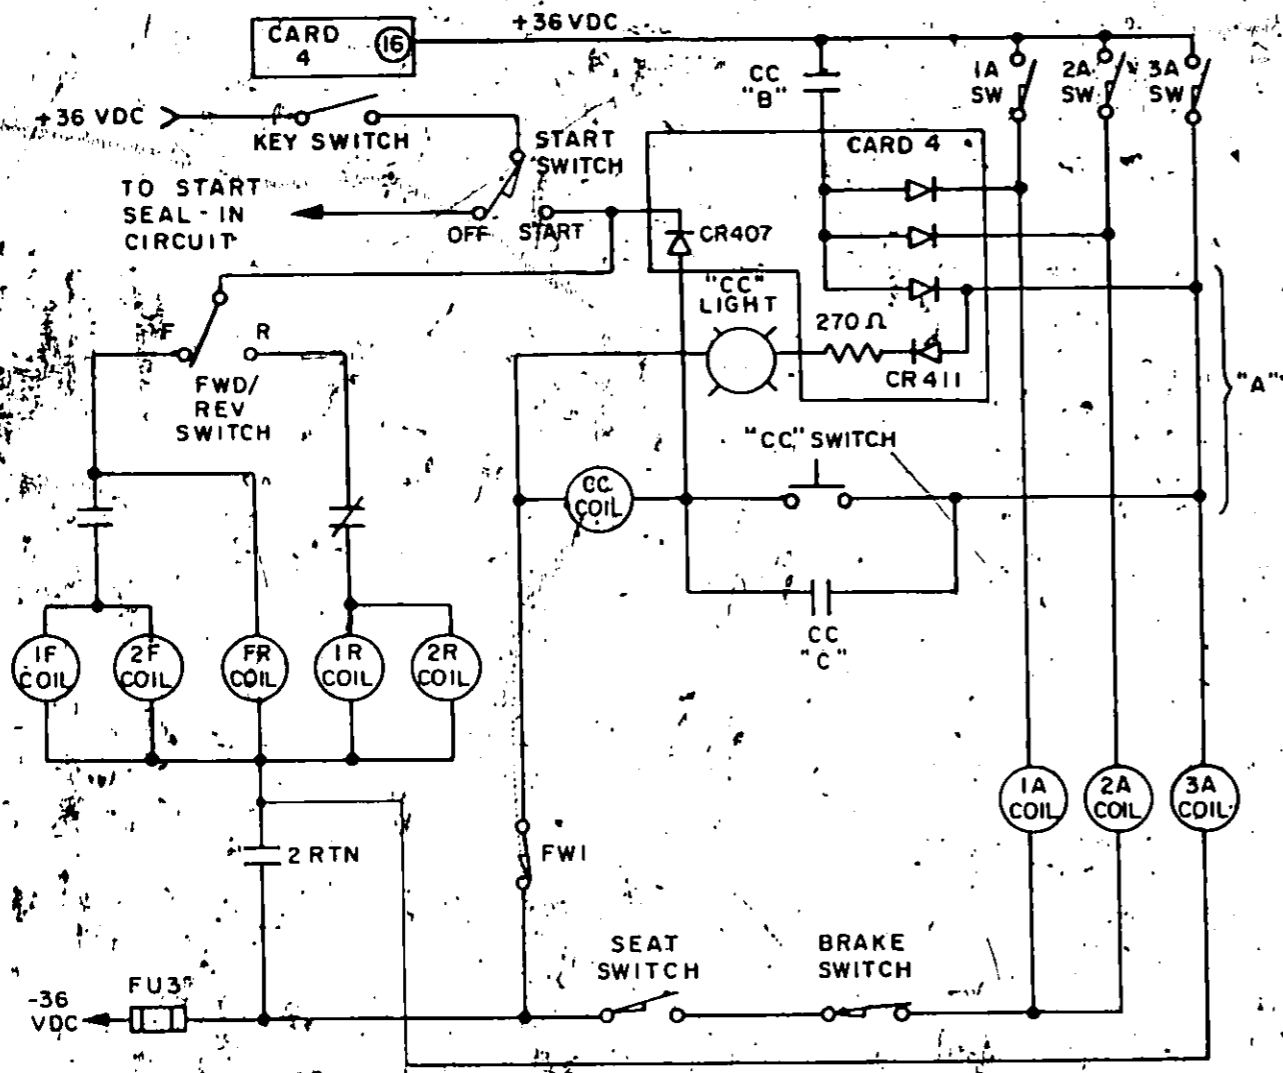 +36 VDC
CARD
4
16
CC
"B"
1A
SW
2A
SW
3A
SW
+36 VDC
KEY SWITCH
START
SWITCH
CARD 4
TO START
SEAL-IN
CIRCUIT
OFF
START
CR407
"CC"
LIGHT
270 Ω
CR411
F
R
FWD/
REV
SWITCH
"A"
"CC" SWITCH
CC
COIL
CC
"C"
1F
COIL
2F
COIL
FR
COIL
1R
COIL
2R
COIL
1A
COIL
2A
COIL
3A
COIL
2 RTN
FW1
SEAT
SWITCH
BRAKE
SWITCH
FU3
-36
VDC